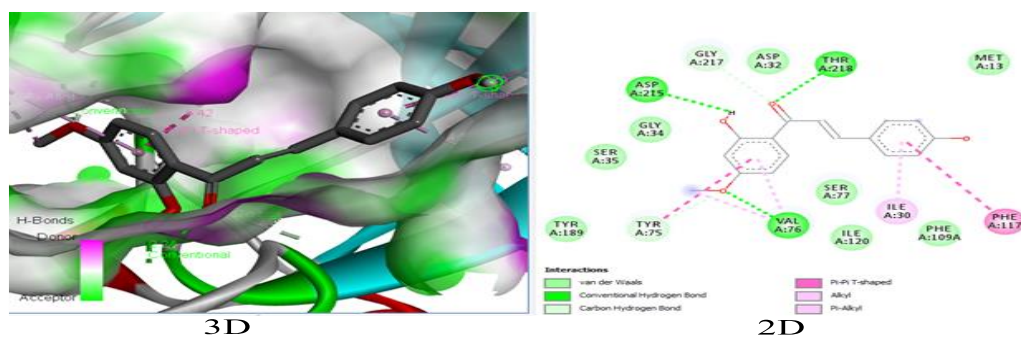 Conventional
42
Pi T-shaped
H-Bonds
Donor
Acceptor
Conventional
3D
GLY
A:217
ASP
A:32
THR
A:218
MET
A:13
ASP
A:215
H
GLY
A:34
SER
A:35
SER
A:77
VAL
A:76
ILE
A:30
PHE
A:117
TYR
A:189
TYR
A:75
ILE
A:120
PHE
A:109A
Interactions
van der Waals
Conventional Hydrogen Bond
Carbon Hydrogen Bond
Pi-Pi T-shaped
Alkyl
Pi-Alkyl
2D